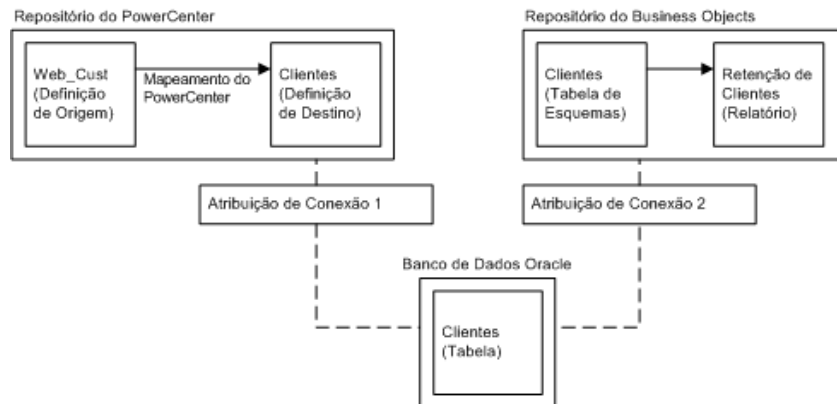 Repositório do PowerCenter
Web_Cust
(Definição
de Origem)
Mapeamento do
PowerCenter
Clientes
(Definição
de Destino)
Repositório do Business Objects
Clientes
(Tabela de
Esquemas)
Retenção de
Clientes
(Relatório)
Atribuição de Conexão 1
Atribuição de Conexão 2
Banco de Dados Oracle
Clientes
(Tabela)